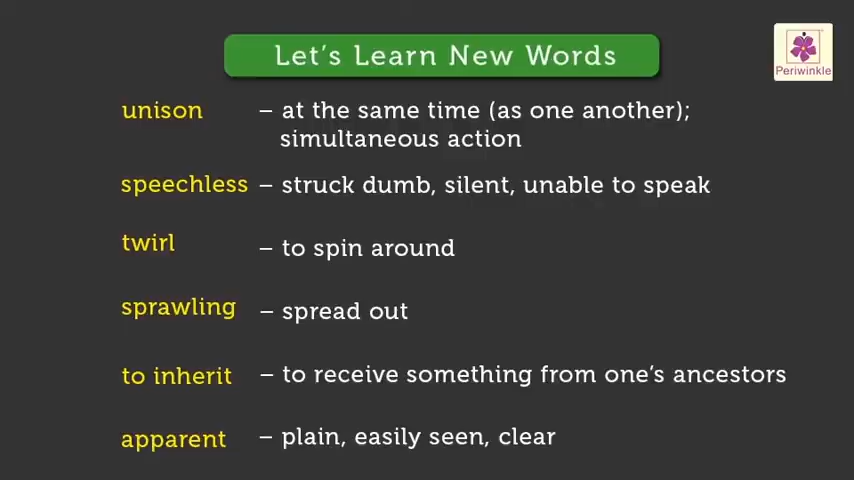 Let's Learn New Words
Periwinkle
unison – at the same time (as one another);
simultaneous action
speechless – struck dumb, silent, unable to speak
twirl – to spin around
sprawling – spread out
to inherit – to receive something from one's ancestors
apparent – plain, easily seen, clear